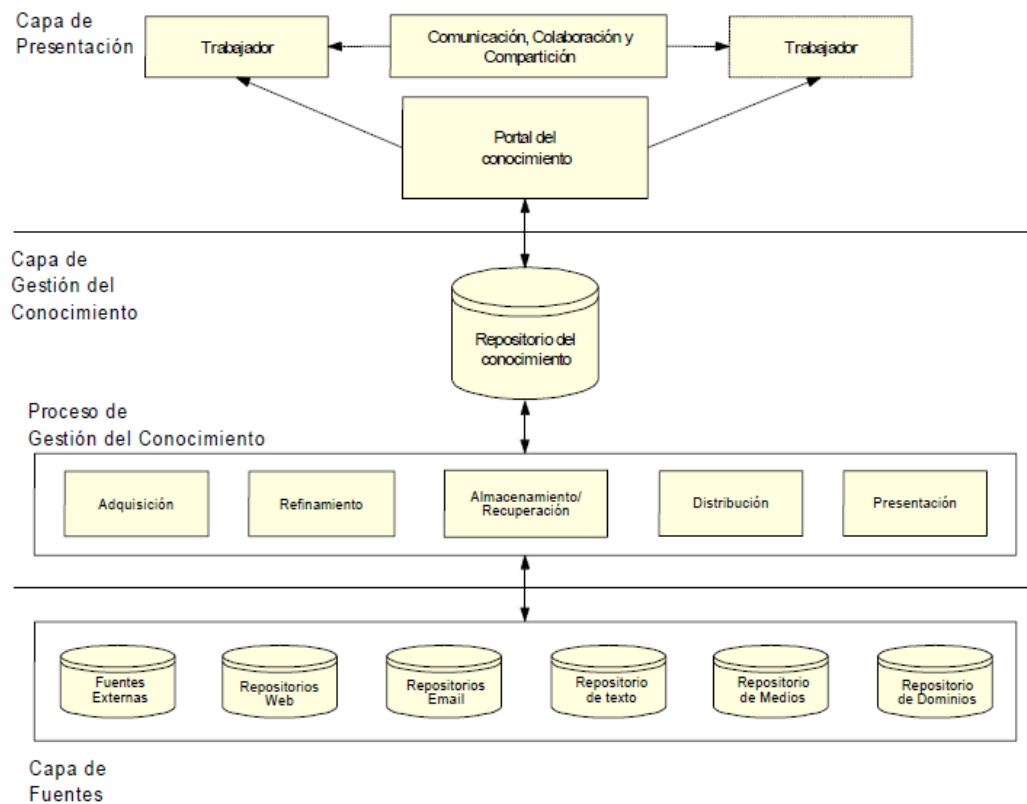 Capa de
Presentación
Trabajador
Comunicación, Colaboración y
Compartición
Trabajador
Portal del
conocimiento
Capa de
Gestión del
Conocimiento
Repositorio del
conocimiento
Proceso de
Gestión del Conocimiento
Adquisición
Refinamiento
Almacenamiento/
Recuperación
Distribución
Presentación
Fuentes
Externas
Repositorios
Web
Repositorios
Email
Repositorio
de texto
Repositorio
de Medios
Repositorio
de Dominios
Capa de
Fuentes